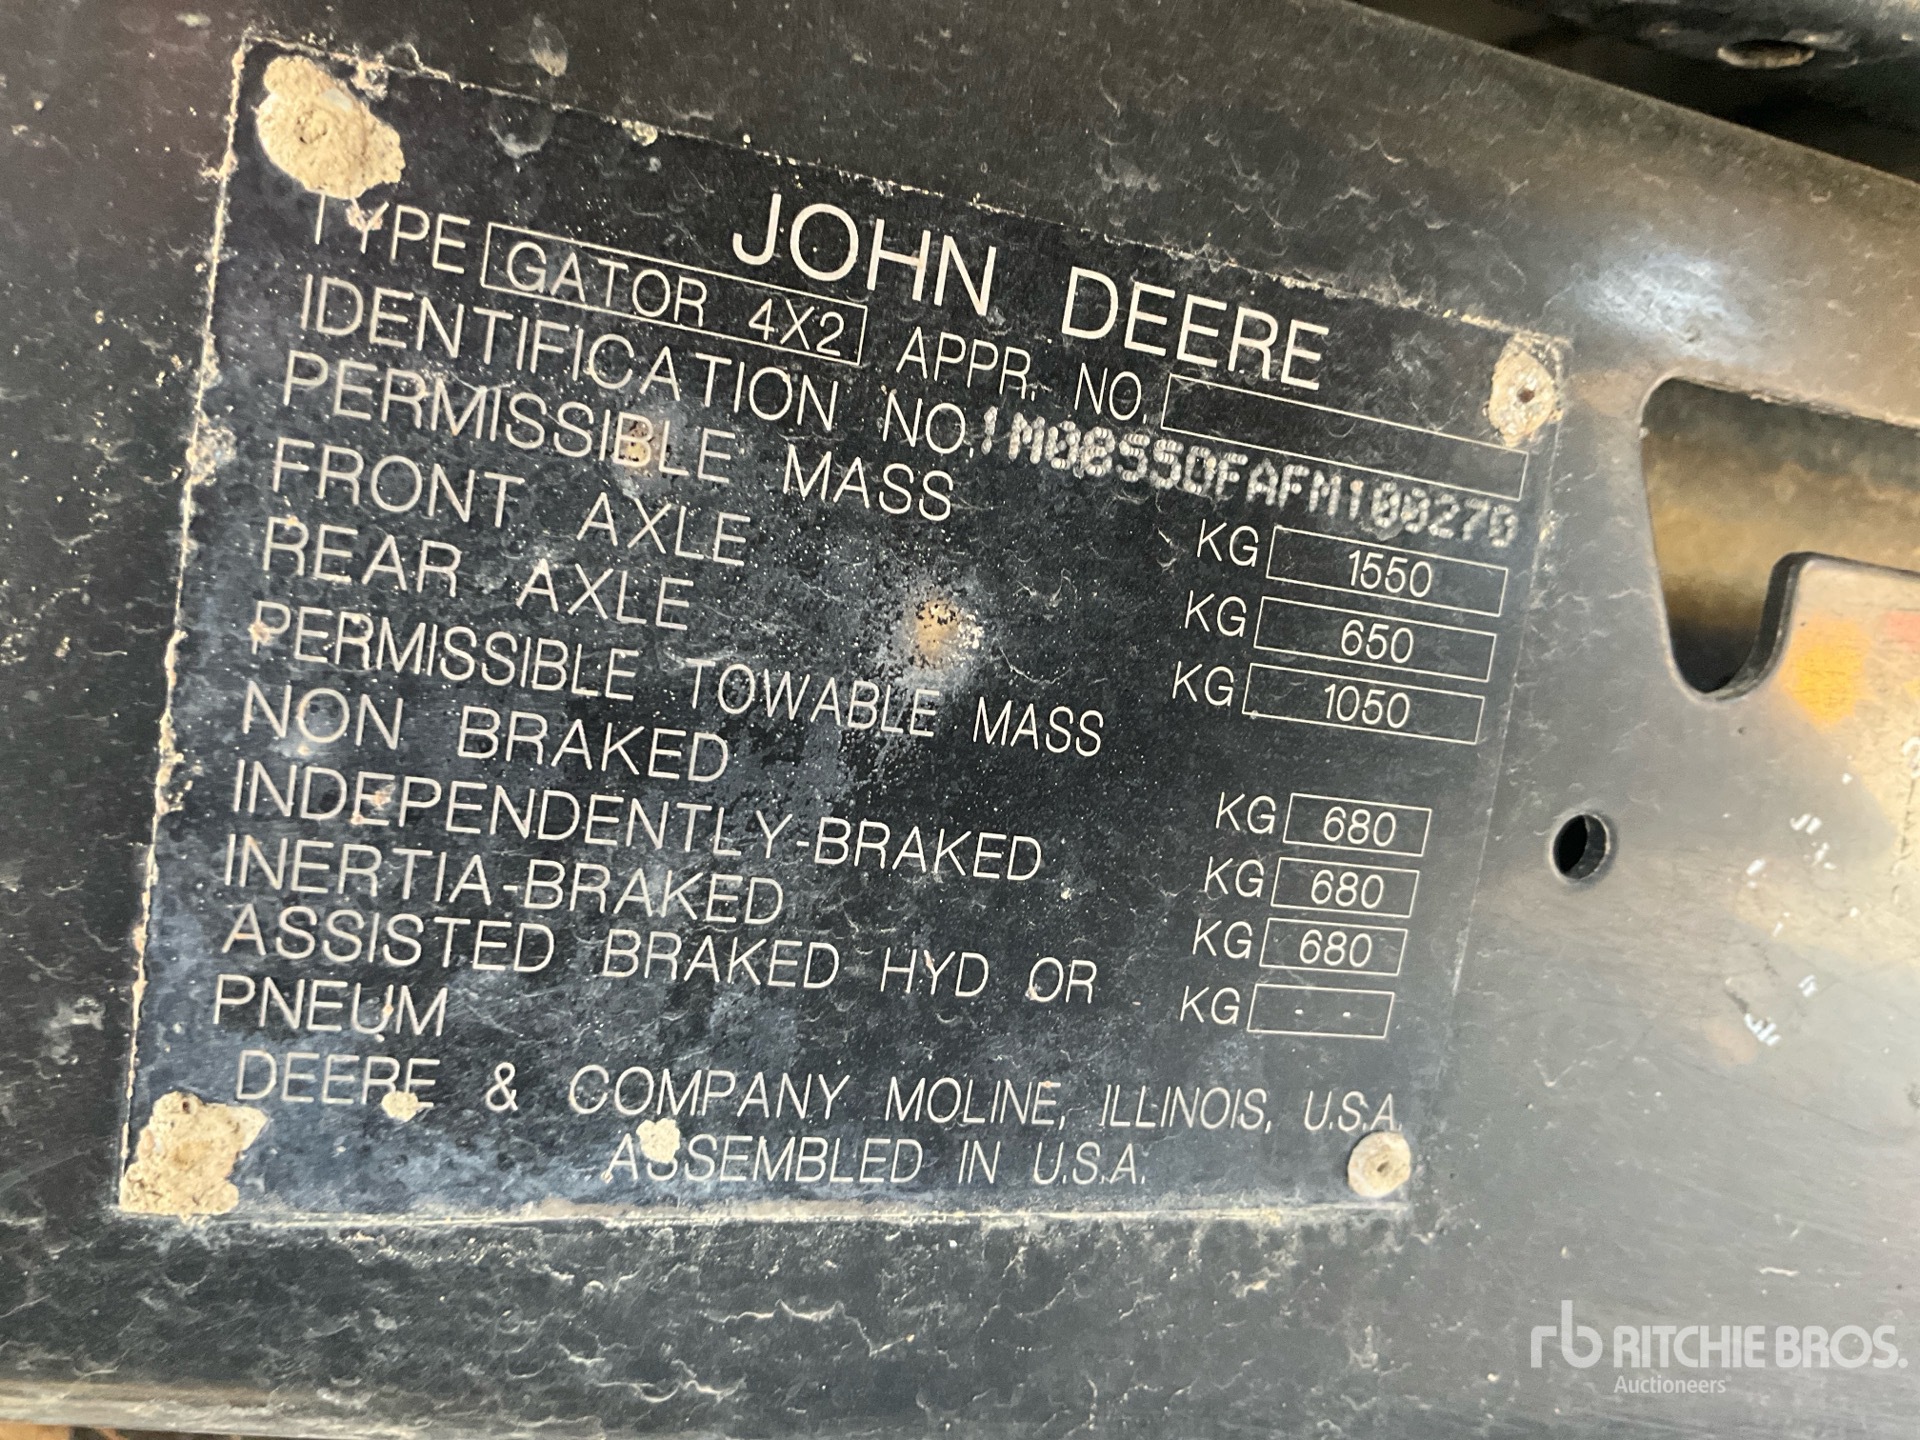 JOHN DEERE
TYPE GATOR 4X2 APPR. NO.
IDENTIFICATION NO. 1M0855DFAFM100270
PERMISSIBLE MASS KG 1550
FRONT AXLE KG 650
REAR AXLE KG 1050
PERMISSIBLE TOWABLE MASS
NON BRAKED KG 680
INDEPENDENTLY-BRAKED KG 680
INERTIA-BRAKED KG 680
ASSISTED BRAKED HYD OR KG - -
PNEUM
DEERE & COMPANY MOLINE, ILLINOIS, U.S.A.
ASSEMBLED IN U.S.A.
rb RITCHIE BROS.
Auctioneers